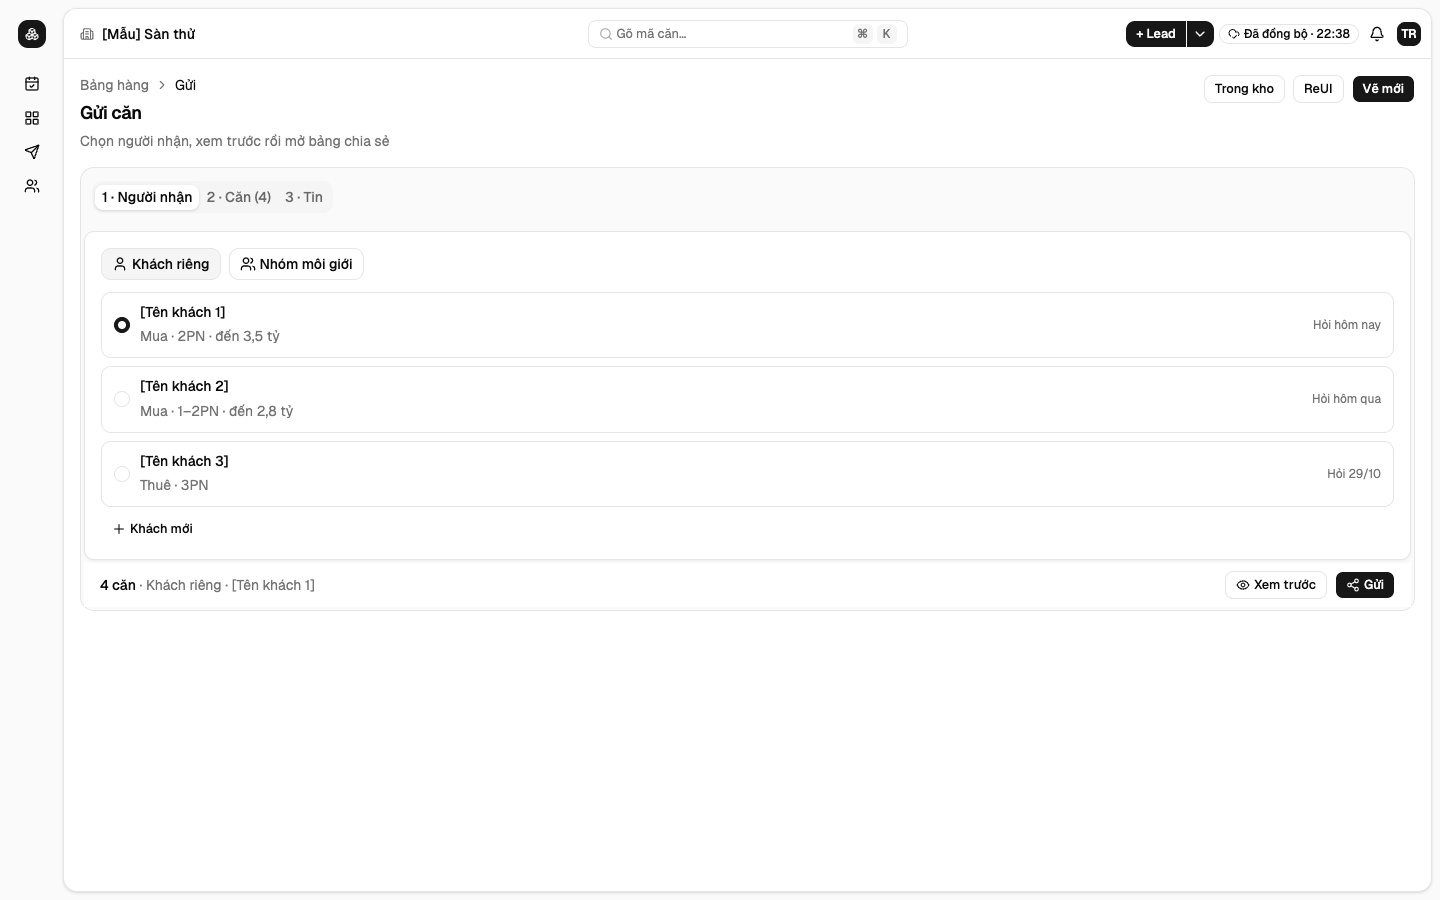 [Mẫu] Sàn thử
Gõ mã căn...
⌘ K
+ Lead
Đã đồng bộ · 22:38
TR
Bảng hàng > Gửi
Trong kho
ReUI
Vẽ mới
Gửi căn
Chọn người nhận, xem trước rồi mở bảng chia sẻ
1 · Người nhận
2 · Căn (4)
3 · Tin
Khách riêng
Nhóm môi giới
[Tên khách 1]
Mua · 2PN · đến 3,5 tỷ
Hỏi hôm nay
[Tên khách 2]
Mua · 1–2PN · đến 2,8 tỷ
Hỏi hôm qua
[Tên khách 3]
Thuê · 3PN
Hỏi 29/10
+ Khách mới
4 căn · Khách riêng · [Tên khách 1]
Xem trước
Gửi